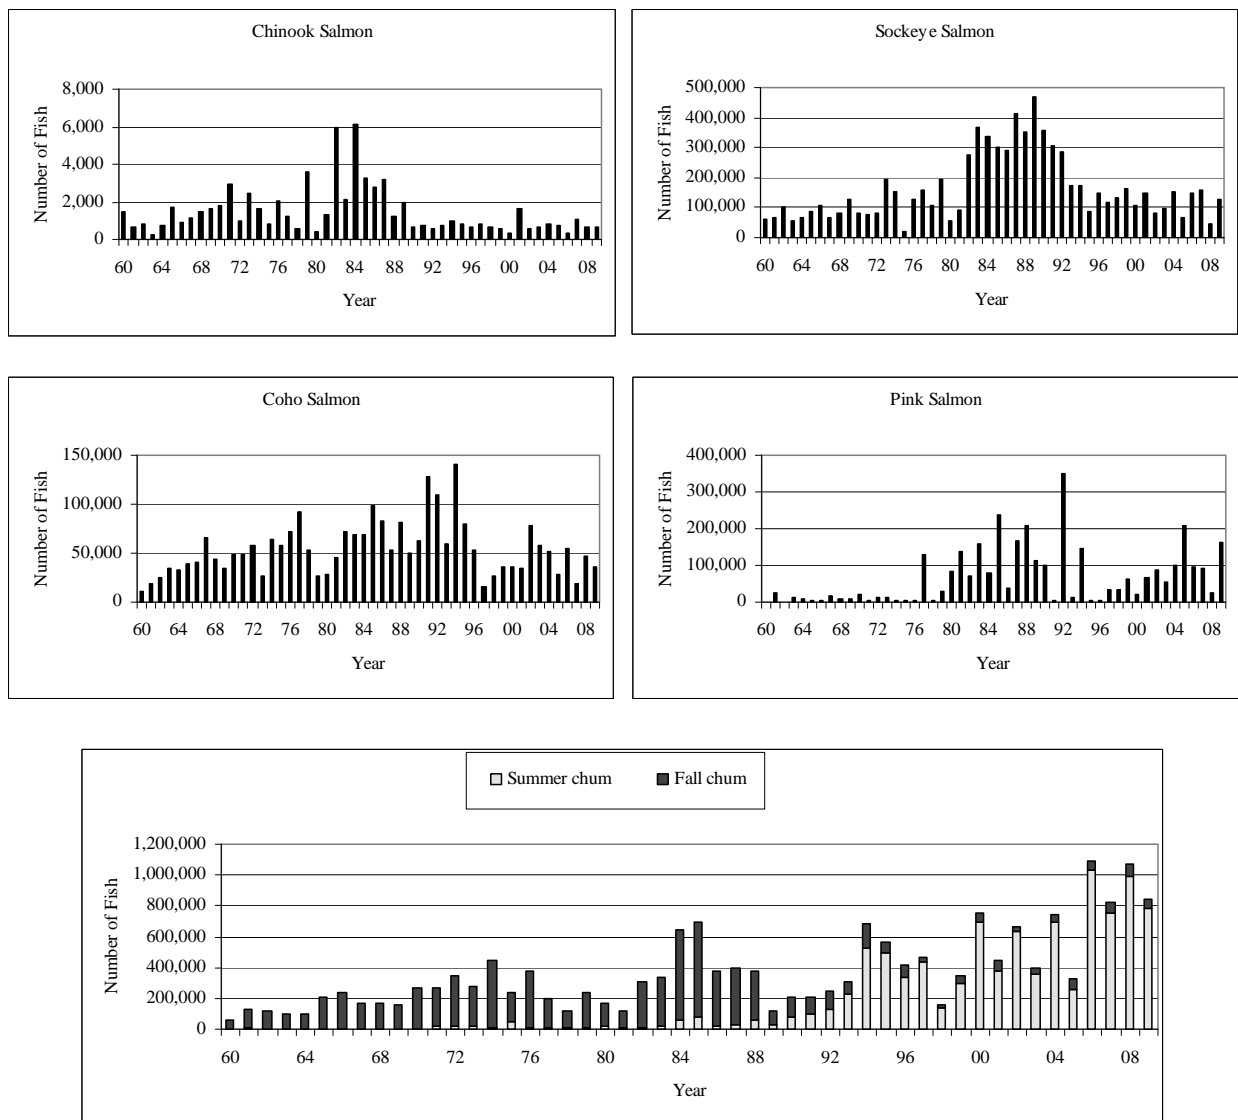 Chinook Salmon
8,000
6,000
4,000
2,000
0
Number of Fish
60 64 68 72 76 80 84 88 92 96 00 04 08
Year
Sockeye Salmon
500,000
400,000
300,000
200,000
100,000
0
Number of Fish
60 64 68 72 76 80 84 88 92 96 00 04 08
Year
Coho Salmon
150,000
100,000
50,000
0
Number of Fish
60 64 68 72 76 80 84 88 92 96 00 04 08
Year
Pink Salmon
400,000
300,000
200,000
100,000
0
Number of Fish
60 64 68 72 76 80 84 88 92 96 00 04 08
Year
Summer chum Fall chum
1,200,000
1,000,000
800,000
600,000
400,000
200,000
0
Number of Fish
60 64 68 72 76 80 84 88 92 96 00 04 08
Year